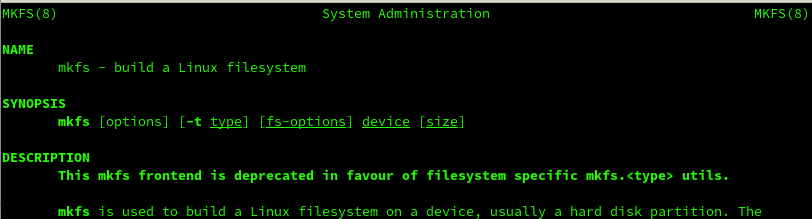 MKFS(8) System Administration MKFS(8)
NAME
mkfs - build a Linux filesystem
SYNOPSIS
mkfs [options] [-t type] [fs-options] device [size]
DESCRIPTION
This mkfs frontend is deprecated in favour of filesystem specific mkfs.<type> utils.
mkfs is used to build a Linux filesystem on a device, usually a hard disk partition. The